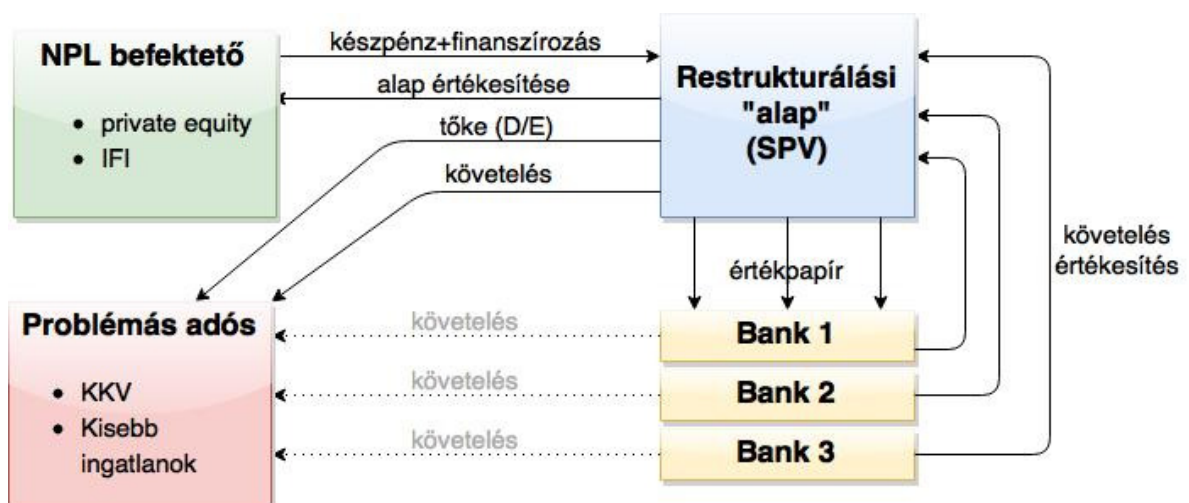 NPL befektető
• private equity
• IFI
készpénz+finanszírozás
alap értékesítése
tőke (D/E)
követelés
Restrukturálási
"alap"
(SPV)
követelés
értékesítés
értékpapír
Problémás adós
• KKV
• Kisebb
ingatlanok
követelés
követelés
követelés
Bank 1
Bank 2
Bank 3